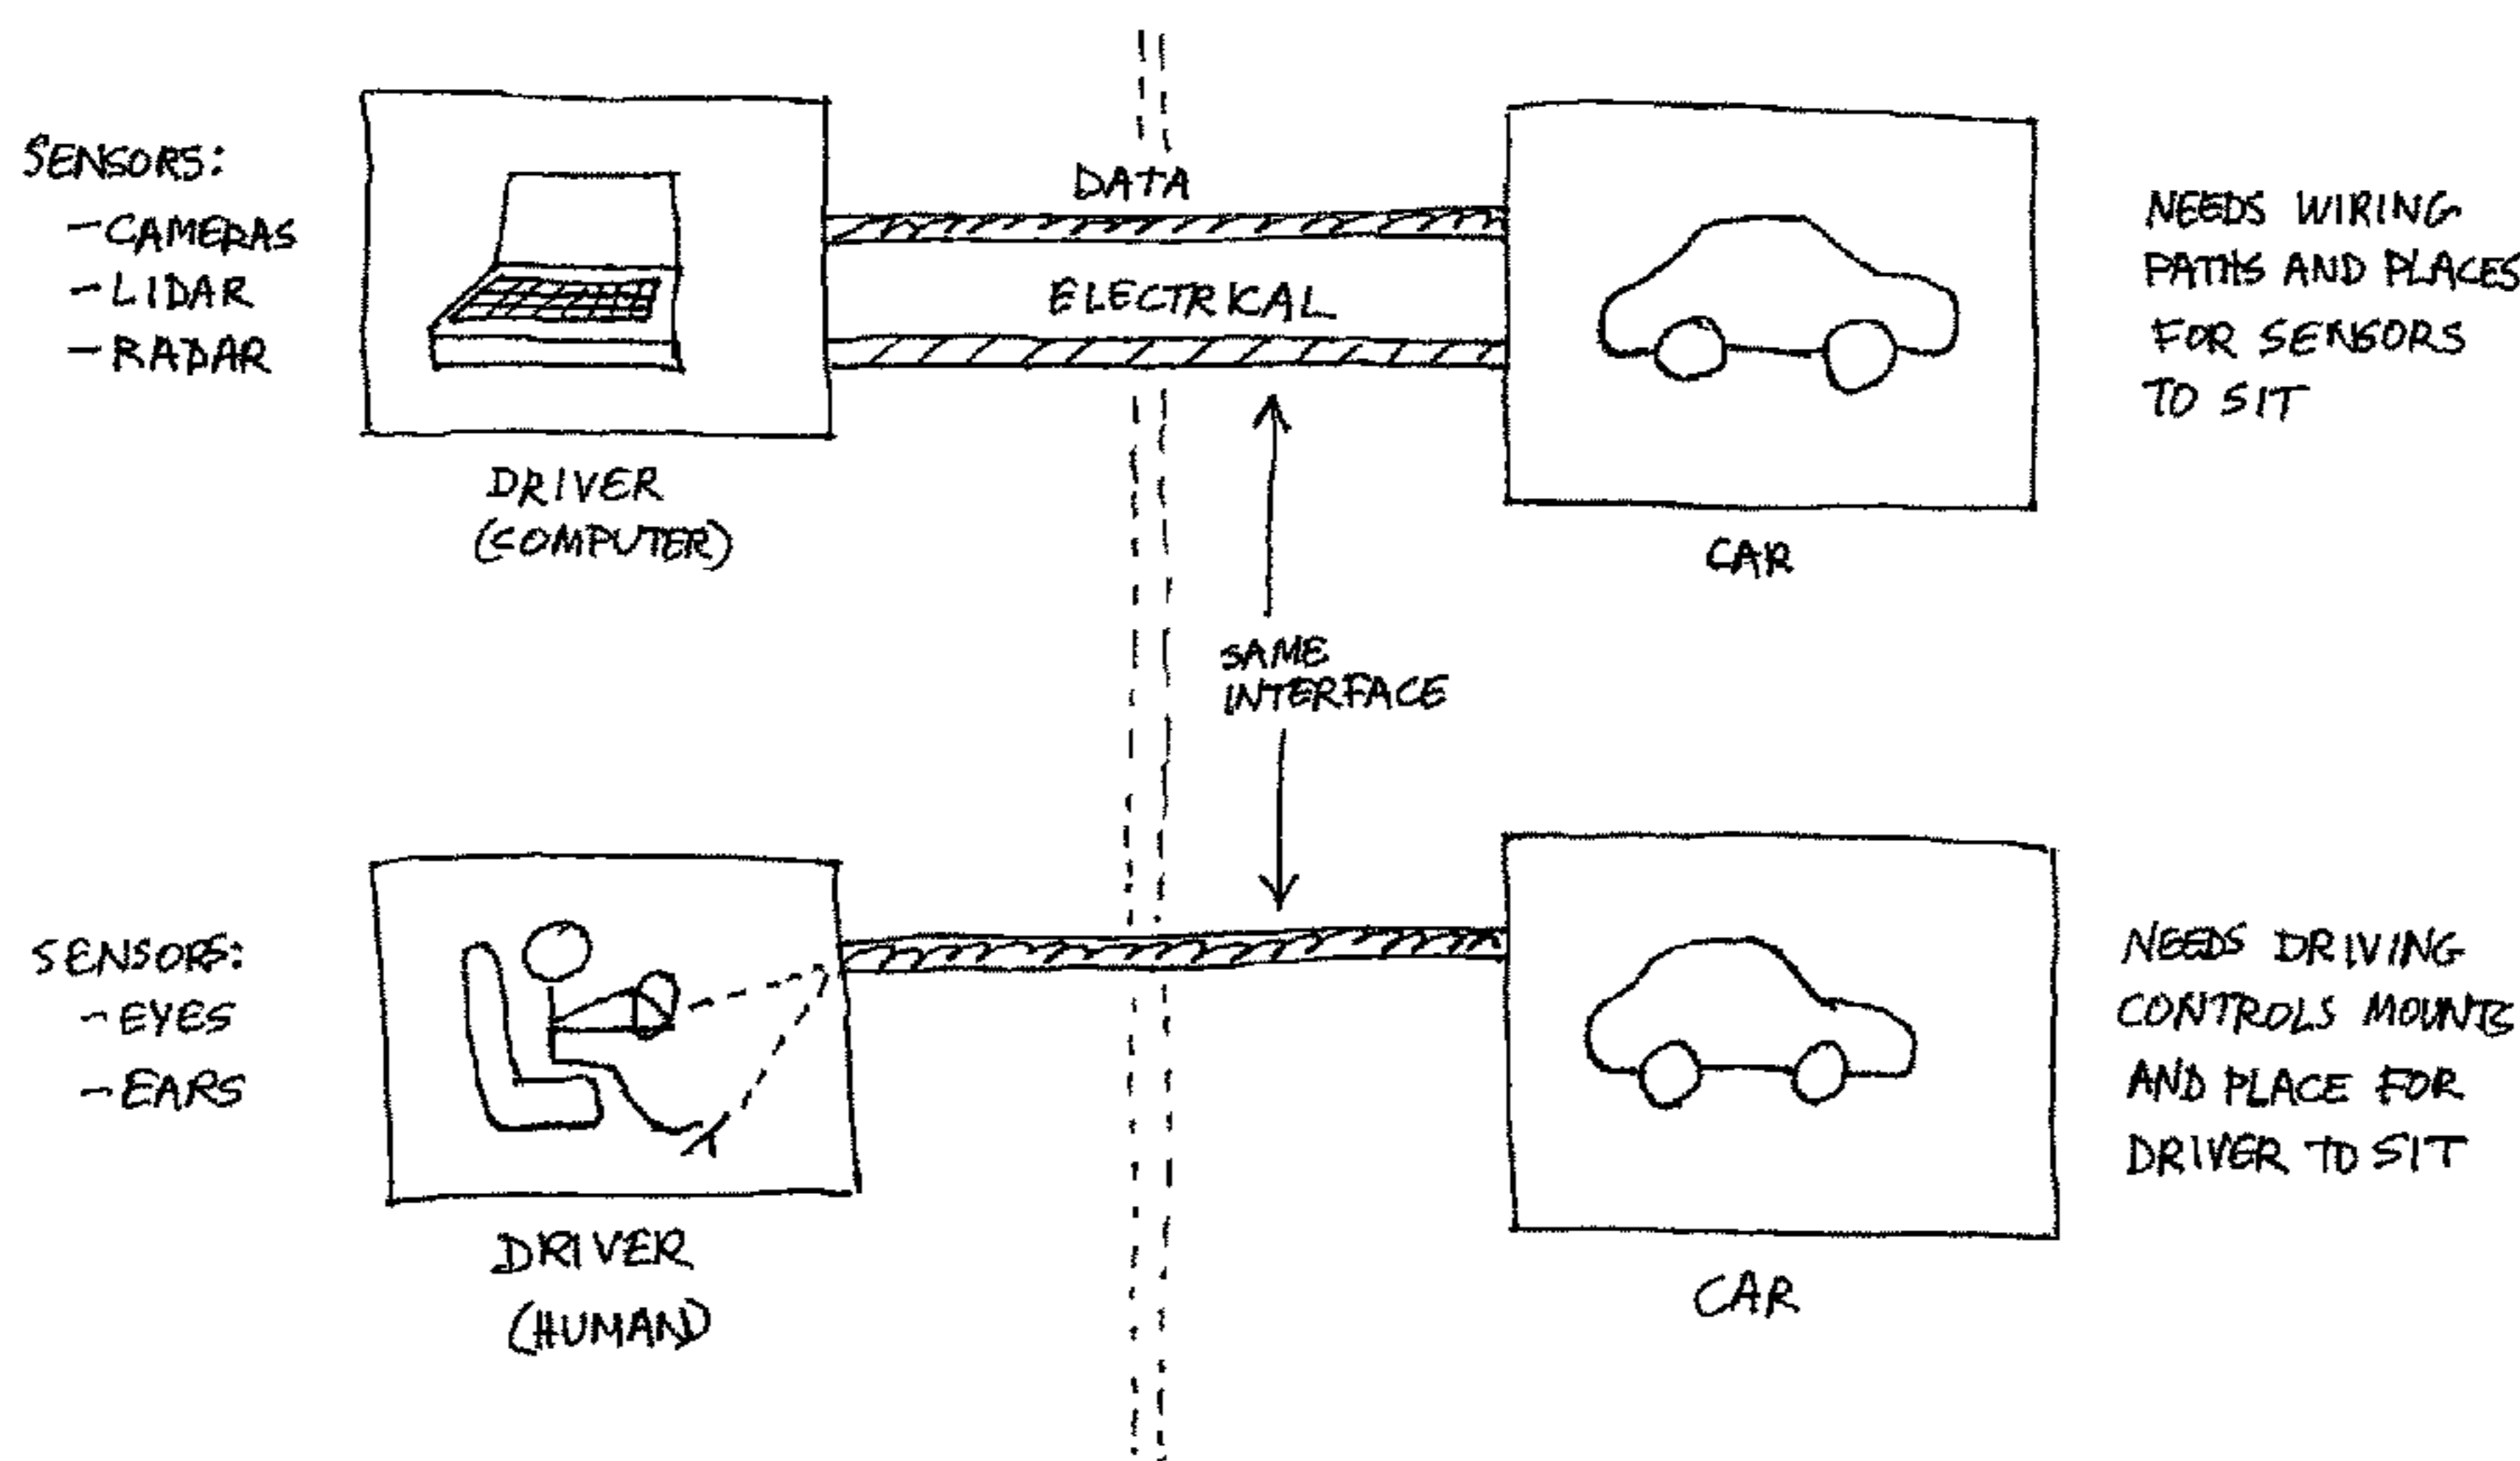 SENSORS:
- CAMERAS
- LIDAR
- RADAR
DRIVER
(COMPUTER)
DATA
ELECTRICAL
CAR
NEEDS WIRING
PATHS AND PLACES
FOR SENSORS
TO SIT
SAME
INTERFACE
SENSORS:
- EYES
- EARS
DRIVER
(HUMAN)
CAR
NEEDS DRIVING
CONTROLS MOUNTS
AND PLACE FOR
DRIVER TO SIT